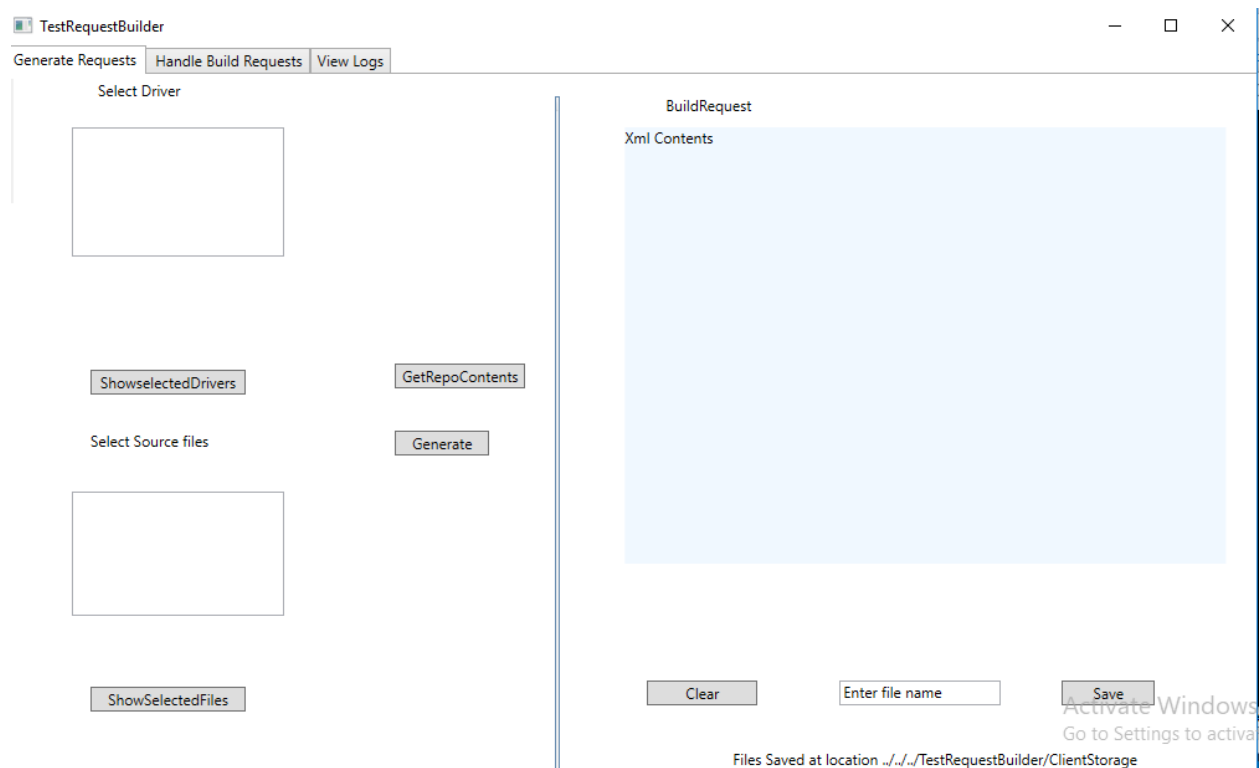 TestRequestBuilder
Generate Requests
Handle Build Requests
View Logs
Select Driver
ShowselectedDrivers
GetRepoContents
Select Source files
Generate
ShowSelectedFiles
BuildRequest
Xml Contents
Clear
Enter file name
Save
Activate Windows
Go to Settings to activa
Files Saved at location ../../../TestRequestBuilder/ClientStorage